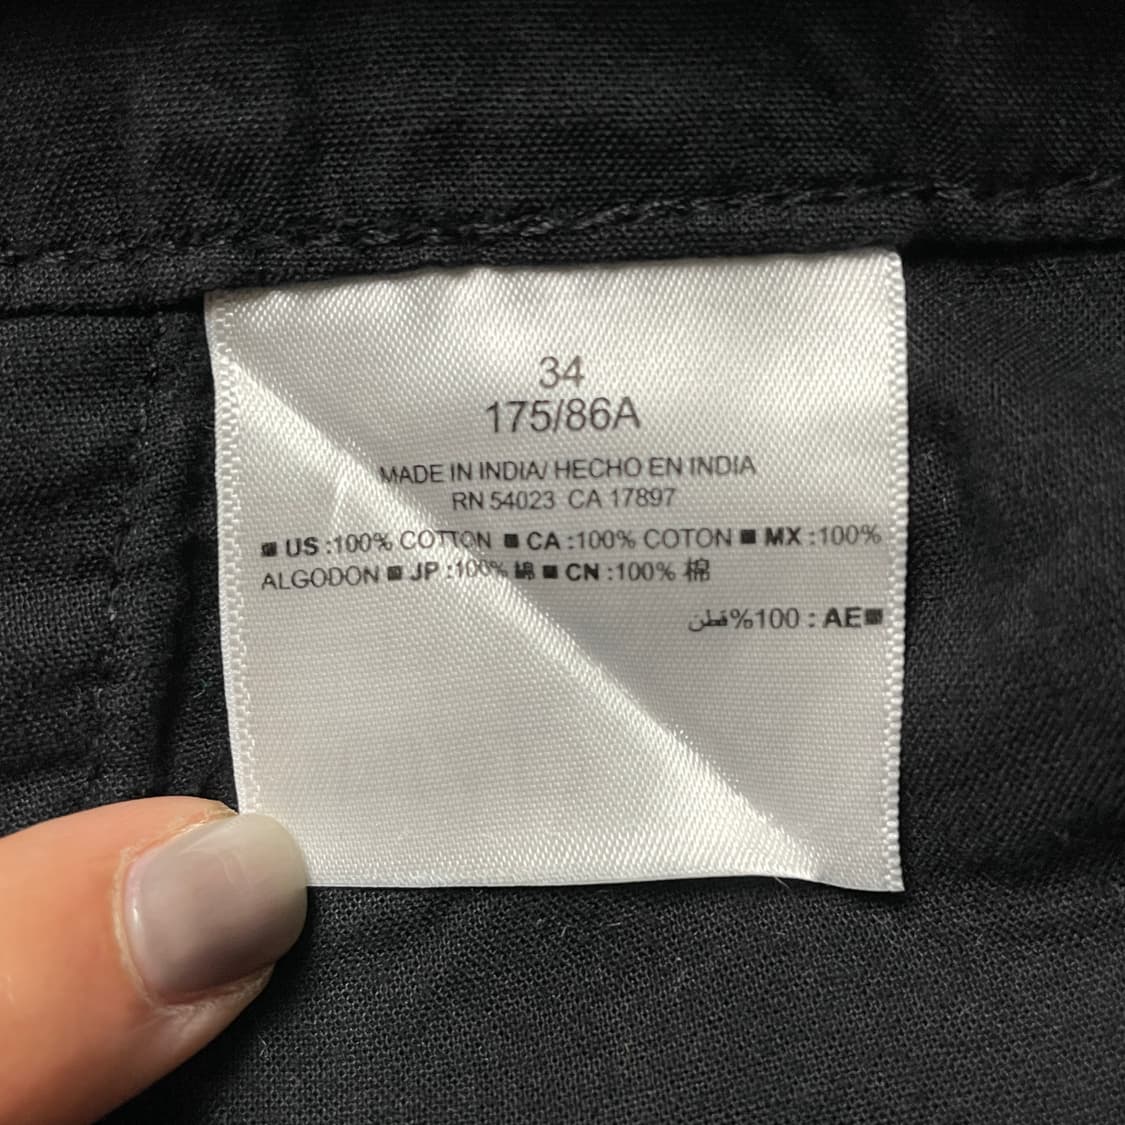 34
175/86A
MADE IN INDIA/ HECHO EN INDIA
RN 54023 CA 17897
■ US :100% COTTON ■ CA :100% COTON ■ MX :100%
ALGODON ■ JP :100% 綿 ■ CN :100% 棉
■AE : 100%قطن